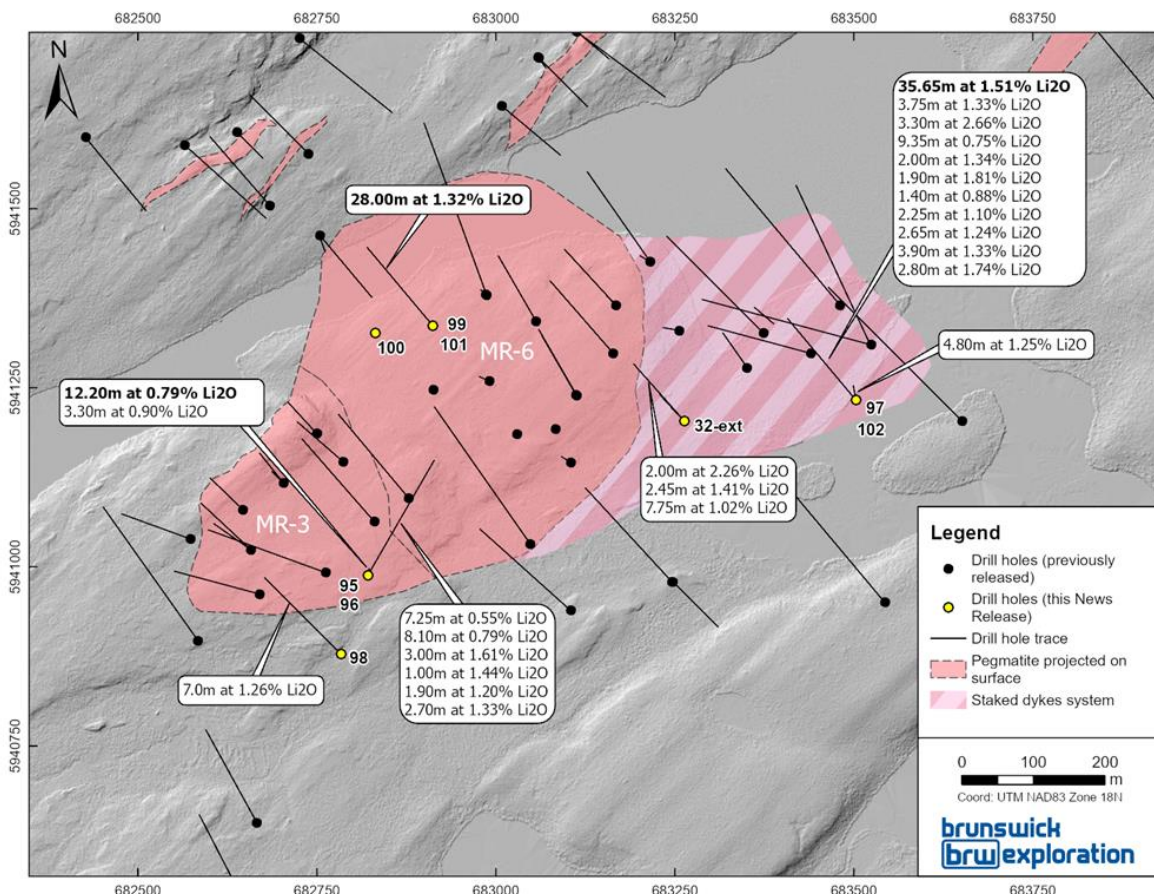 682500 682750 683000 683250 683500 683750
N
35.65m at 1.51% Li2O
3.75m at 1.33% Li2O
3.30m at 2.66% Li2O
9.35m at 0.75% Li2O
2.00m at 1.34% Li2O
1.90m at 1.81% Li2O
1.40m at 0.88% Li2O
2.25m at 1.10% Li2O
2.65m at 1.24% Li2O
3.90m at 1.33% Li2O
2.80m at 1.74% Li2O
5941500
28.00m at 1.32% Li2O
99
101
100
MR-6
4.80m at 1.25% Li2O
5941250
12.20m at 0.79% Li2O
3.30m at 0.90% Li2O
97
102
32-ext
2.00m at 2.26% Li2O
2.45m at 1.41% Li2O
7.75m at 1.02% Li2O
MR-3
5941000
95
96
98
7.25m at 0.55% Li2O
8.10m at 0.79% Li2O
3.00m at 1.61% Li2O
1.00m at 1.44% Li2O
1.90m at 1.20% Li2O
2.70m at 1.33% Li2O
7.0m at 1.26% Li2O
5940750
Legend
Drill holes (previously
released)
Drill holes (this News
Release)
Drill hole trace
Pegmatite projected on
surface
Staked dykes system
0 100 200
m
Coord: UTM NAD83 Zone 18N
brunswick
brw exploration
682500 682750 683000 683250 683500 683750